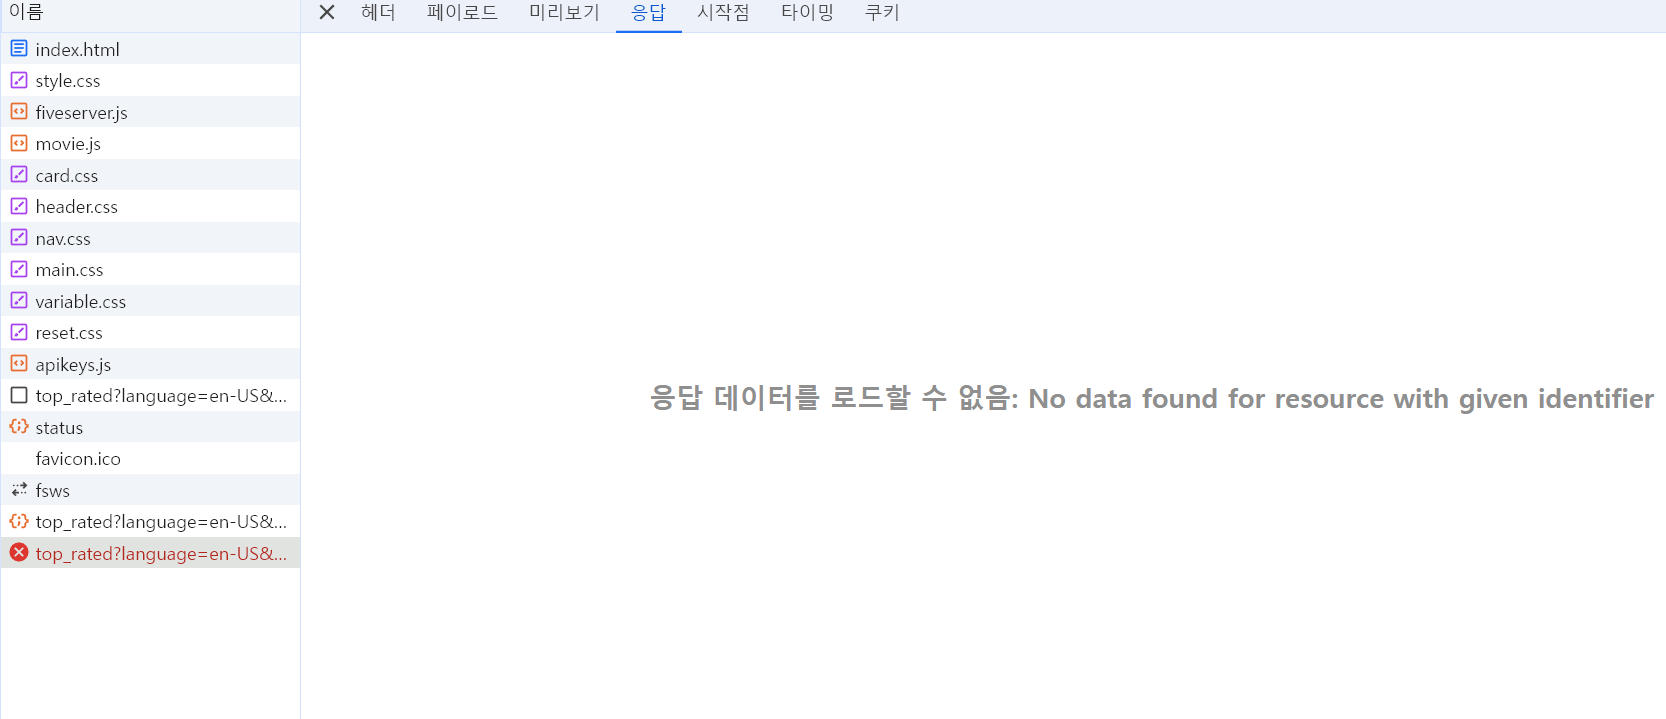 이름
헤더 페이로드 미리보기 응답 시작점 타이밍 쿠키
index.html
style.css
fiveserver.js
movie.js
card.css
header.css
nav.css
main.css
variable.css
reset.css
apikeys.js
top_rated?language=en-US&...
status
favicon.ico
fsws
top_rated?language=en-US&...
top_rated?language=en-US&...
응답 데이터를 로드할 수 없음: No data found for resource with given identifier